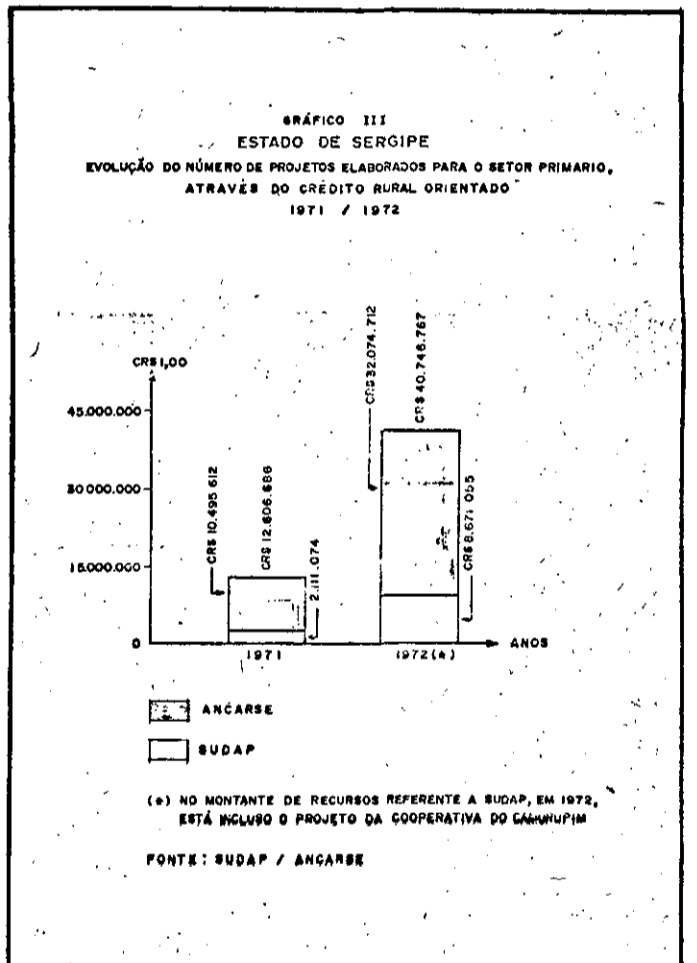 GRÁFICO III
ESTADO DE SERGIPE
EVOLUÇÃO DO NÚMERO DE PROJETOS ELABORADOS PARA O SETOR PRIMARIO,
ATRAVÉS DO CRÉDITO RURAL ORIENTADO
1971 / 1972
CR$ 1,00
45.000.000
30.000.000
15.000.000
0
CR$ 10.495.612
CR$ 12.606.686
2.111.074
CR$ 32.074.712
CR$ 40.746.767
CR$ 8.671.055
1971
1972(*)
ANOS
ANCARSE
SUDAP
(*) NO MONTANTE DE RECURSOS REFERENTE A SUDAP, EM 1972,
ESTÁ INCLUSO O PROJETO DA COOPERATIVA DO CAMURUPIM
FONTE: SUDAP / ANCARSE